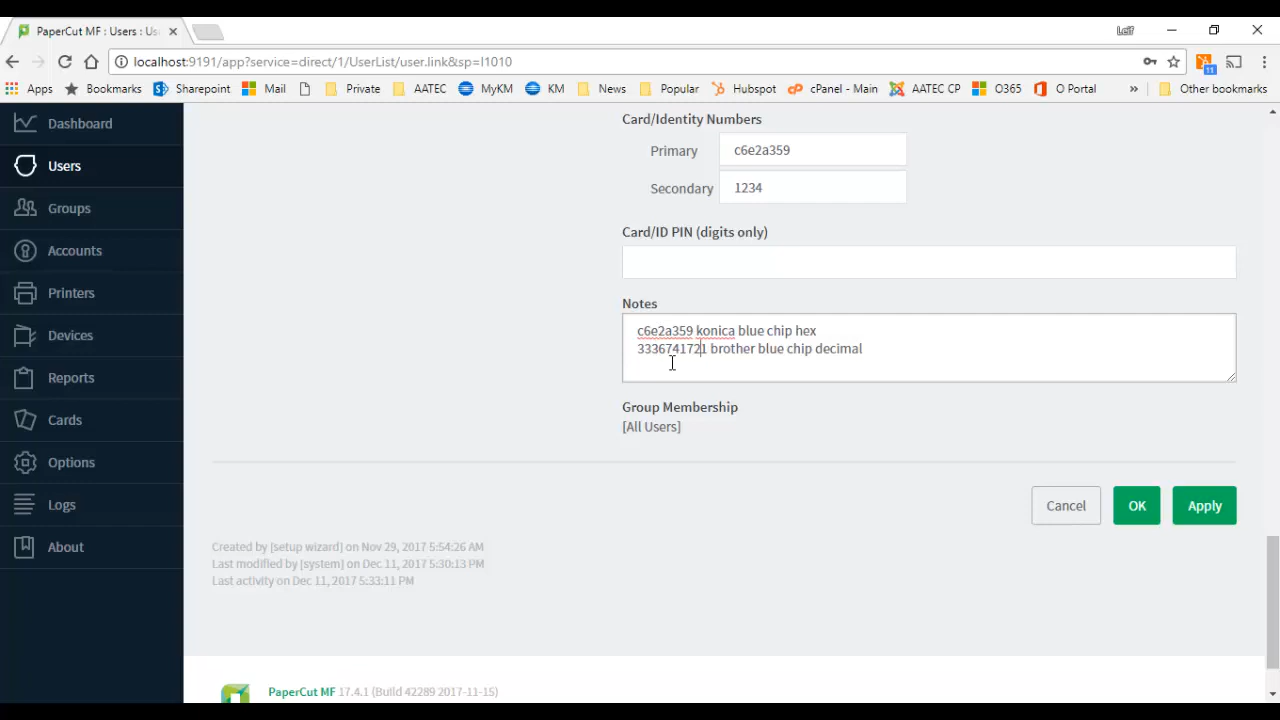 PaperCut MF : Users : Us
Leif
localhost:9191/app?service=direct/1/UserList/user.link&sp=l1010
11
Apps Bookmarks Sharepoint Mail Private AATEC MyKM KM News Popular Hubspot cPanel - Main AATEC CP O365 O Portal » Other bookmarks
Dashboard
Users
Groups
Accounts
Printers
Devices
Reports
Cards
Options
Logs
About
Card/Identity Numbers
Primary c6e2a359
Secondary 1234
Card/ID PIN (digits only)
Notes
c6e2a359 konica blue chip hex
3336741721 brother blue chip decimal
Group Membership
[All Users]
Cancel OK Apply
Created by [setup wizard] on Nov 29, 2017 5:54:26 AM
Last modified by [system] on Dec 11, 2017 5:30:13 PM
Last activity on Dec 11, 2017 5:33:11 PM
PaperCut MF 17.4.1 (Build 42289 2017-11-15)